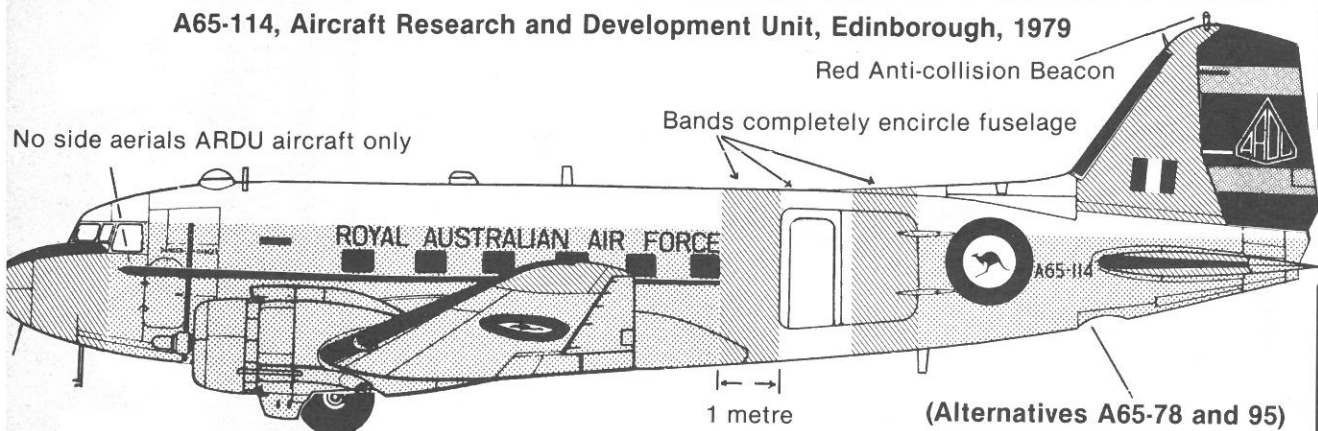 A65-114, Aircraft Research and Development Unit, Edinborough, 1979
Red Anti-collision Beacon
Bands completely encircle fuselage
No side aerials ARDU aircraft only
ARDU
ROYAL AUSTRALIAN AIR FORCE
A65-114
1 metre
(Alternatives A65-78 and 95)